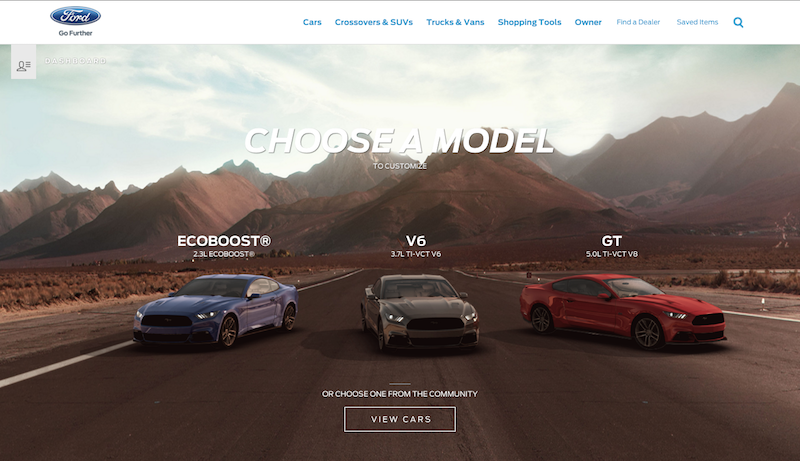 Ford
Go Further
Cars Crossovers & SUVs Trucks & Vans Shopping Tools Owner Find a Dealer Saved Items
DASHBOARD
CHOOSE A MODEL
TO CUSTOMIZE
ECOBOOST® V6 GT
2.3L ECOBOOST® 3.7L TI-VCT V6 5.0L TI-VCT V8
OR CHOOSE ONE FROM THE COMMUNITY
VIEW CARS